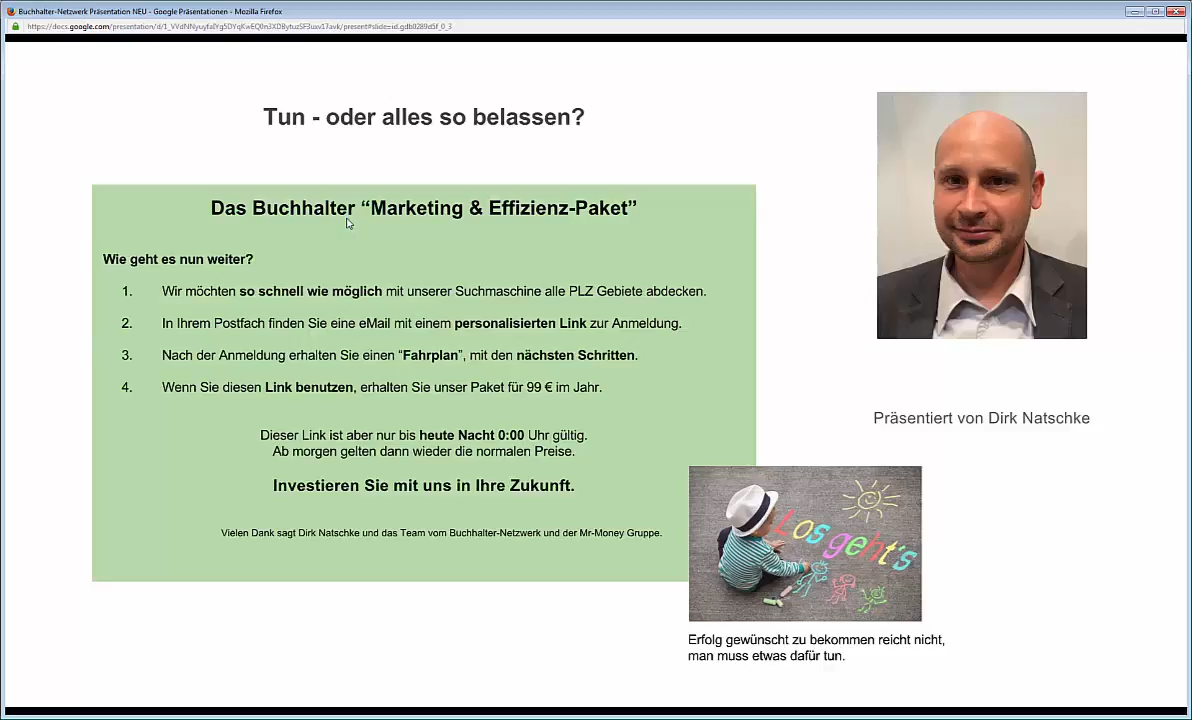 Buchhalter-Netzwerk Präsentation NEU - Google Präsentationen - Mozilla Firefox
Tun - oder alles so belassen?
Das Buchhalter “Marketing & Effizienz-Paket”
Wie geht es nun weiter?
1. Wir möchten so schnell wie möglich mit unserer Suchmaschine alle PLZ Gebiete abdecken.
2. In Ihrem Postfach finden Sie eine eMail mit einem personalisierten Link zur Anmeldung.
3. Nach der Anmeldung erhalten Sie einen “Fahrplan”, mit den nächsten Schritten.
4. Wenn Sie diesen Link benutzen, erhalten Sie unser Paket für 99 € im Jahr.
Dieser Link ist aber nur bis heute Nacht 0:00 Uhr gültig.
Ab morgen gelten dann wieder die normalen Preise.
Investieren Sie mit uns in Ihre Zukunft.
Vielen Dank sagt Dirk Natschke und das Team vom Buchhalter-Netzwerk und der Mr-Money Gruppe.
Präsentiert von Dirk Natschke
Los geht's
Erfolg gewünscht zu bekommen reicht nicht,
man muss etwas dafür tun.